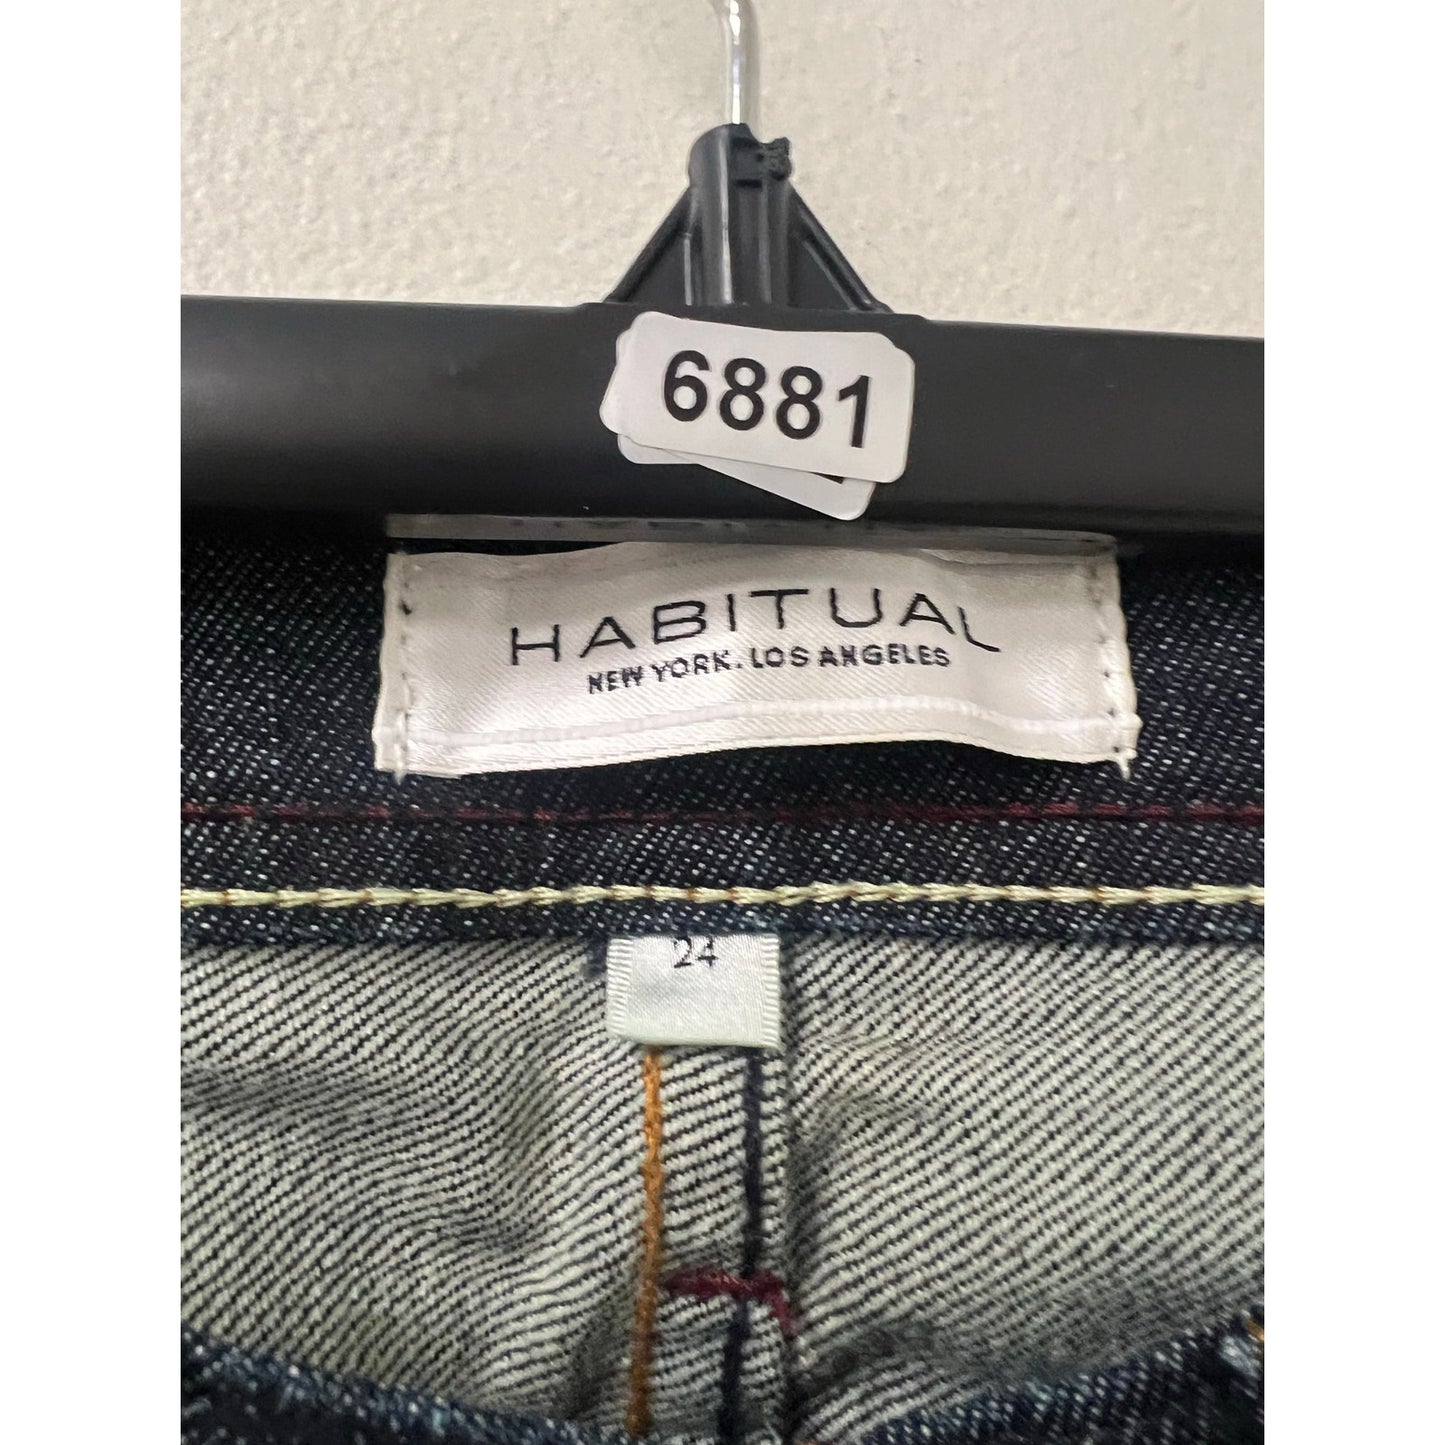 6881
HABITUAL
NEW YORK. LOS ANGELES
24